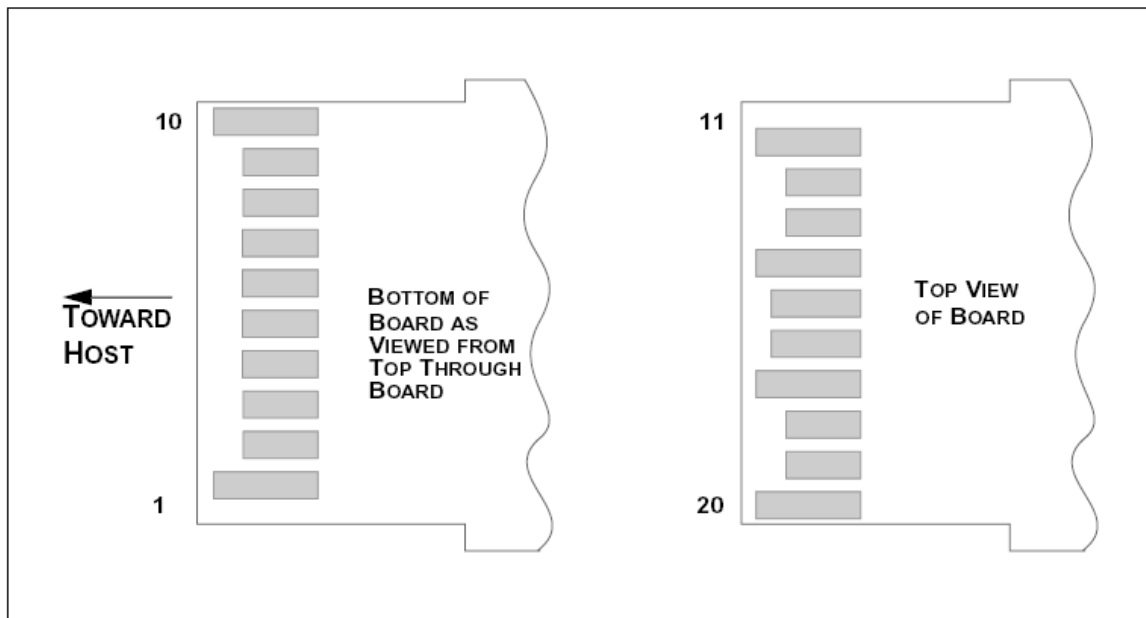 10
TOWARD
HOST
BOTTOM OF
BOARD AS
VIEWED FROM
TOP THROUGH
BOARD
1
11
TOP VIEW
OF BOARD
20